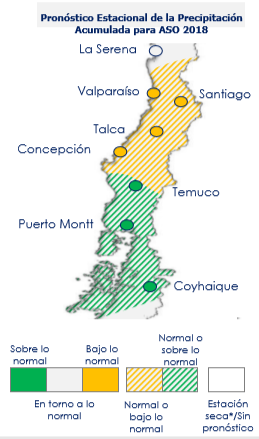 Pronóstico Estacional de la Precipitación
Acumulada para ASO 2018
La Serena
Valparaíso
Santiago
Talca
Concepción
Temuco
Puerto Montt
Coyhaique
Sobre lo
normal
Bajo lo
normal
Normal o
sobre lo
normal
En torno a lo
normal
Normal o
bajo lo
normal
Estación
seca*/Sin
pronóstico